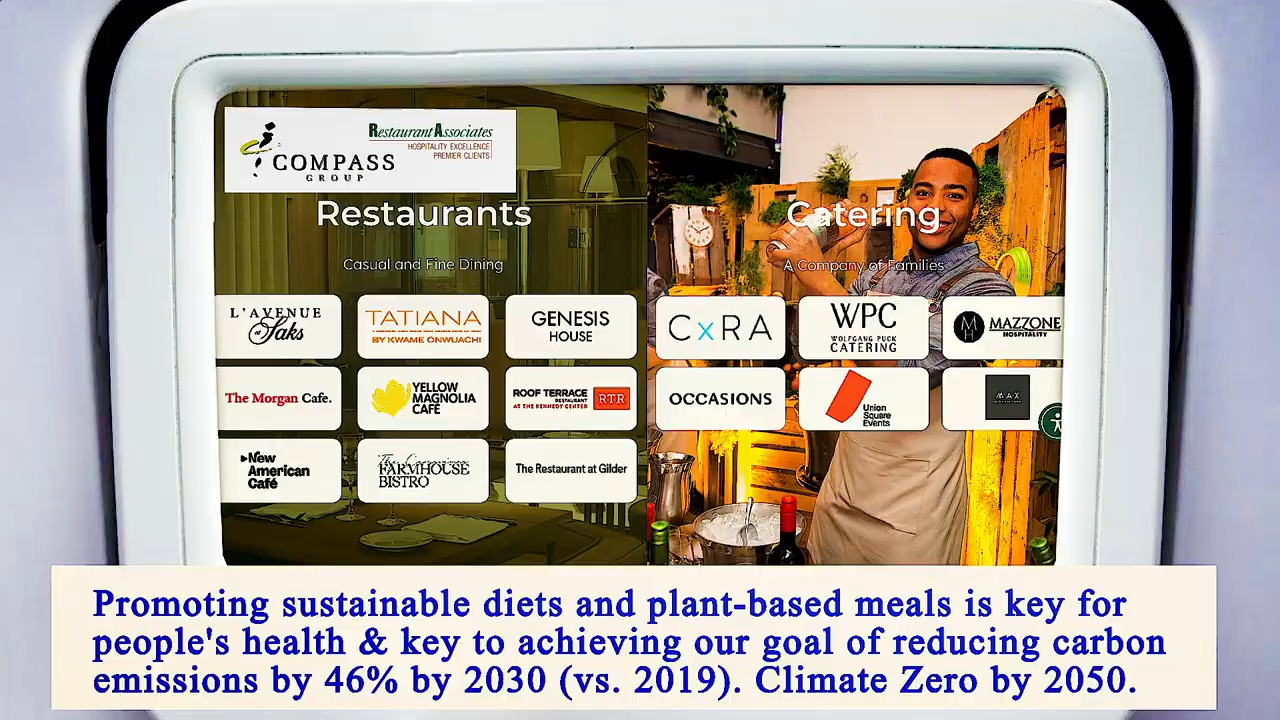 COMPASS
GROUP
Restaurant Associates
HOSPITALITY EXCELLENCE
PREMIER CLIENTS
Restaurants
Casual and Fine Dining
L'AVENUE
at Saks
TATIANA
BY KWAME ONWUACHI
GENESIS
HOUSE
The Morgan Cafe.
YELLOW
MAGNOLIA
CAFÉ
ROOF TERRACE
RESTAURANT
AT THE KENNEDY CENTER
RTR
New
American
Café
FARMHOUSE
BISTRO
The Restaurant at Gilder
Catering
A Company of Families
CxRA
WPC
WOLFGANG PUCK
CATERING
MH
MAZZONE
HOSPITALITY
OCCASIONS
Union
Square
Events
MAX
Promoting sustainable diets and plant-based meals is key for
people's health & key to achieving our goal of reducing carbon
emissions by 46% by 2030 (vs. 2019). Climate Zero by 2050.